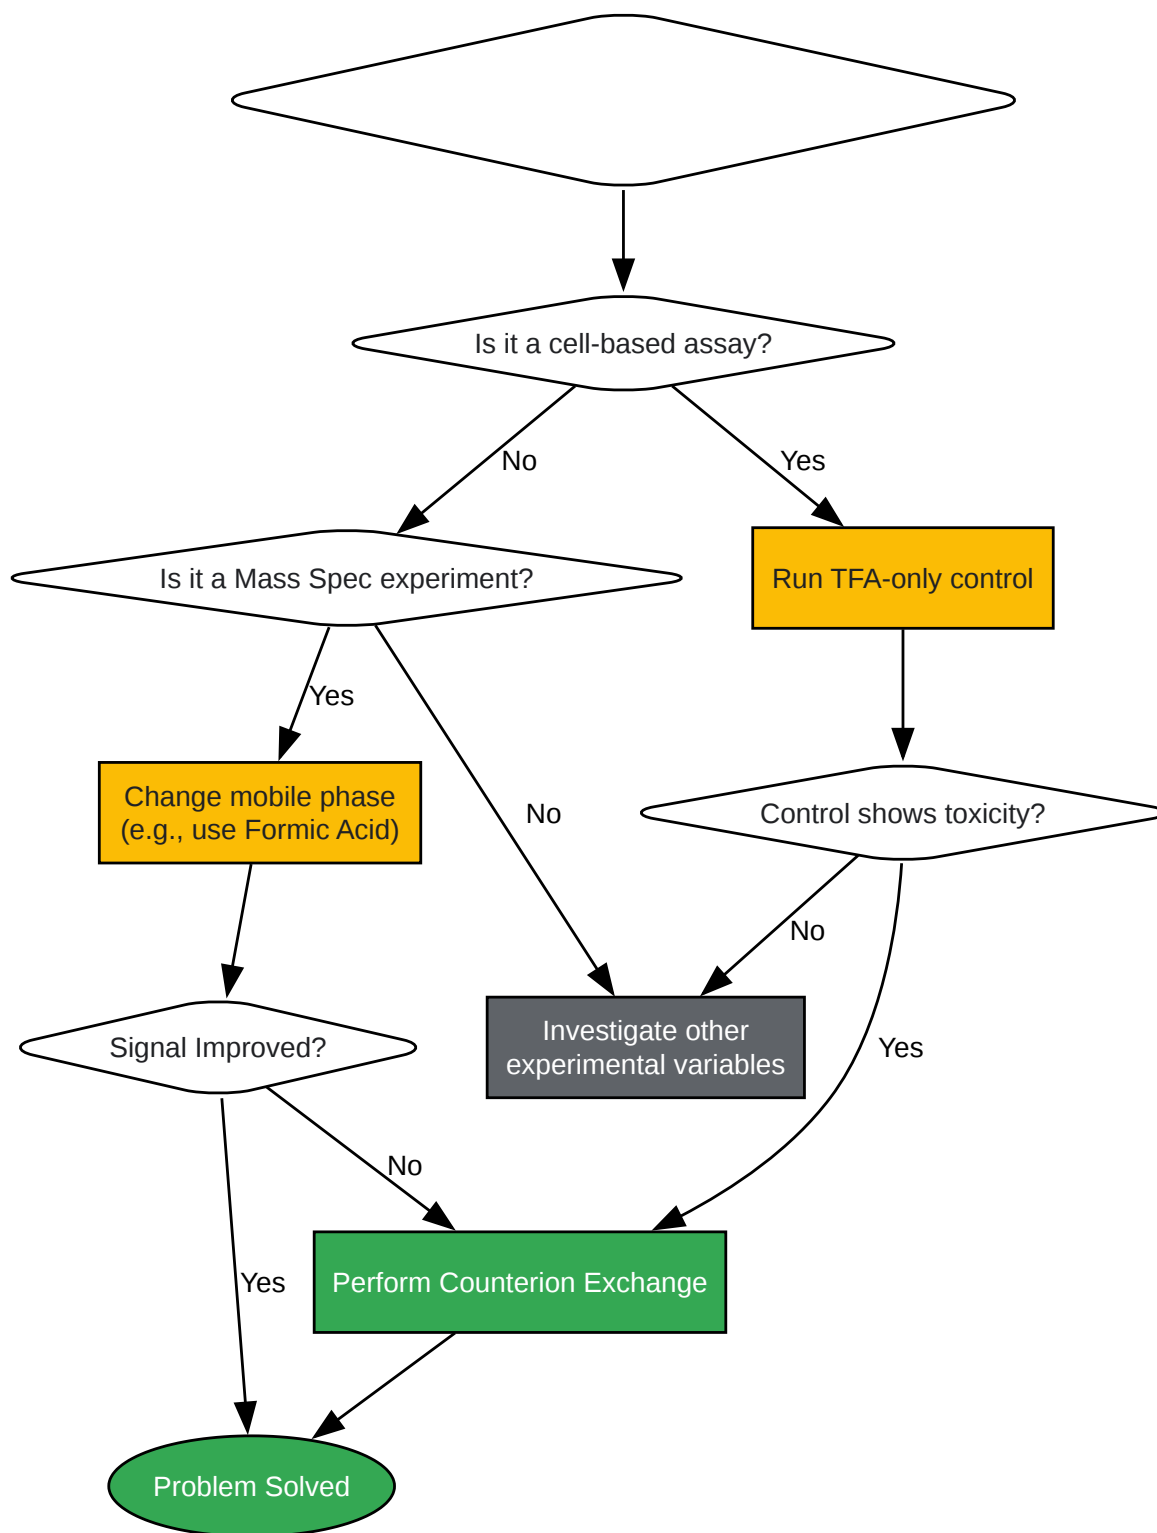 Is it a cell-based assay?
No
Yes
Is it a Mass Spec experiment?
Run TFA-only control
Yes
Change mobile phase
(e.g., use Formic Acid)
No
Control shows toxicity?
No
Signal Improved?
Investigate other
experimental variables
Yes
No
Yes
Perform Counterion Exchange
Problem Solved